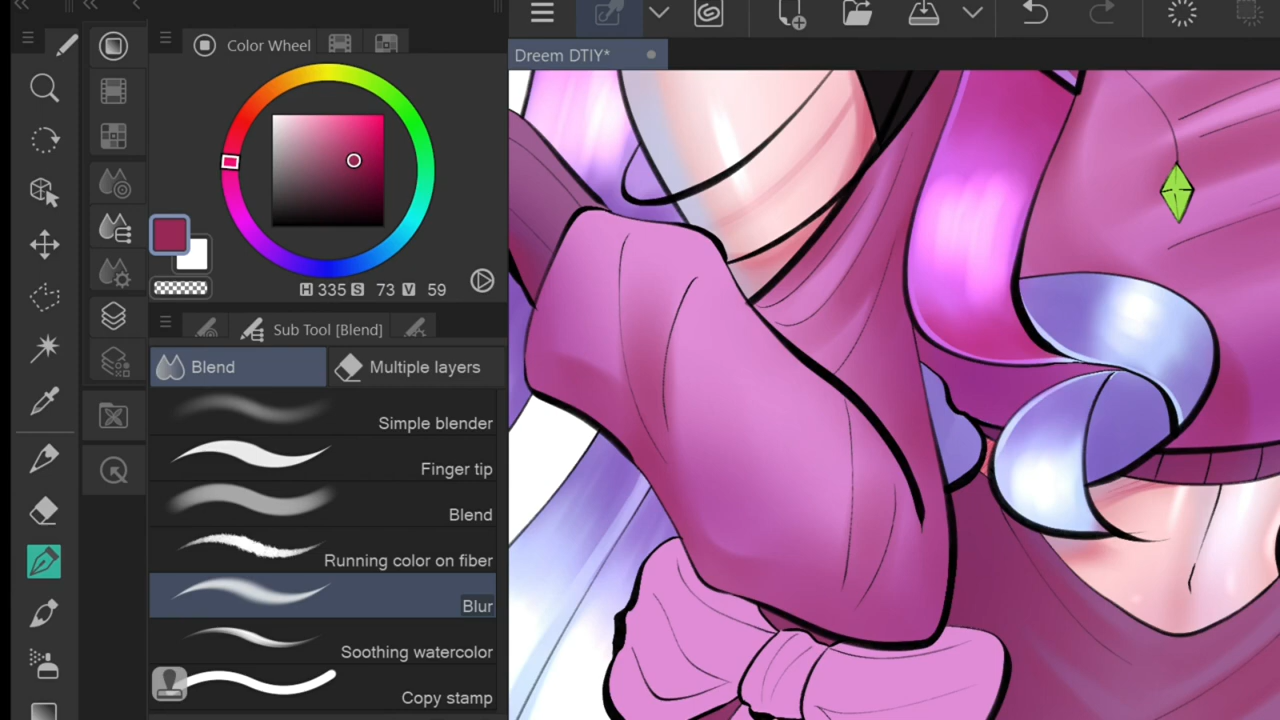 Color Wheel
Dreem DTIY*
H 335 S 73 V 59
Sub Tool [Blend]
Blend
Multiple layers
Simple blender
Finger tip
Blend
Running color on fiber
Blur
Soothing watercolor
Copy stamp